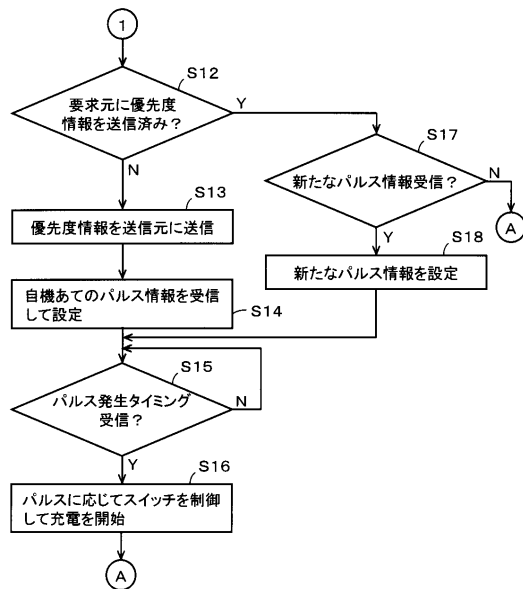 1
S12
要求元に優先度
情報を送信済み？
Y
N
S17
新たなパルス情報受信？
N
A
Y
S13
優先度情報を送信元に送信
S18
新たなパルス情報を設定
自機あてのパルス情報を受信
して設定
S14
S15
パルス発生タイミング
受信？
N
Y
S16
パルスに応じてスイッチを制御
して充電を開始
A